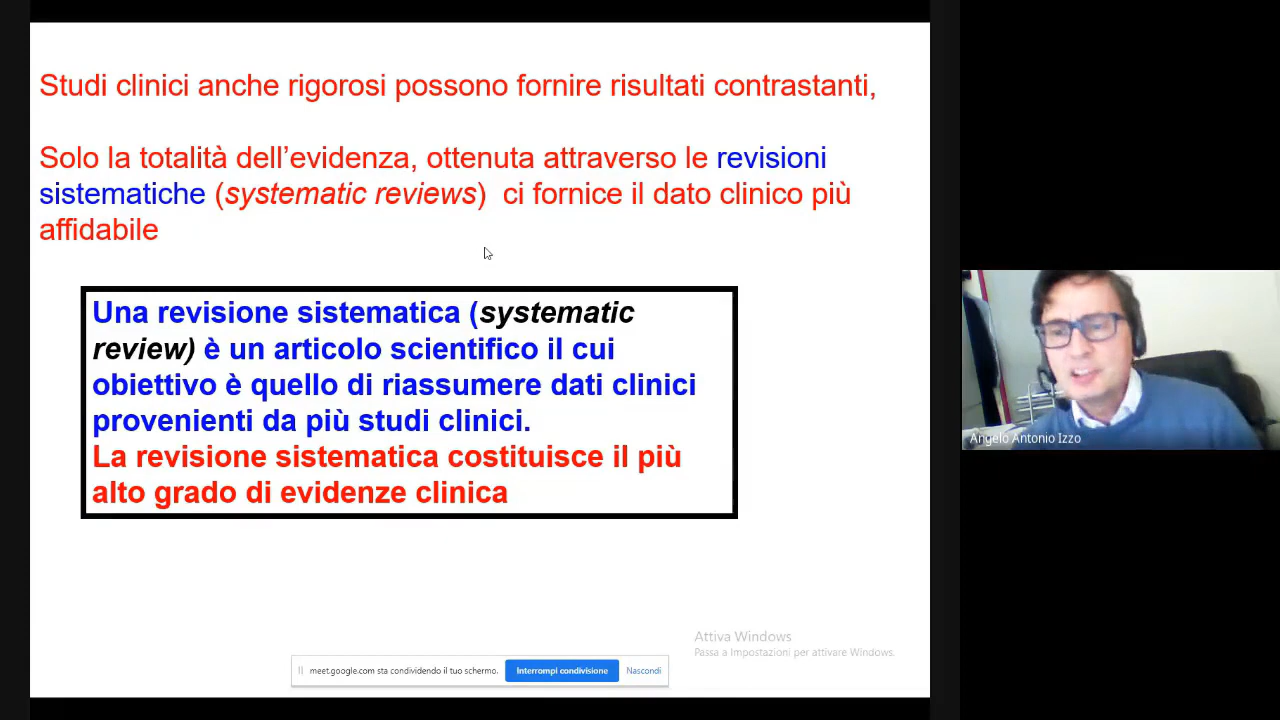 Studi clinici anche rigorosi possono fornire risultati contrastanti,
Solo la totalità dell’evidenza, ottenuta attraverso le revisioni
sistematiche (systematic reviews) ci fornice il dato clinico più
affidabile
Una revisione sistematica (systematic
review) è un articolo scientifico il cui
obiettivo è quello di riassumere dati clinici
provenienti da più studi clinici.
La revisione sistematica costituisce il più
alto grado di evidenze clinica
Angelo Antonio Izzo
Attiva Windows
Passa a Impostazioni per attivare Windows.
meet.google.com sta condividendo il tuo schermo. Interrompi condivisione Nascondi